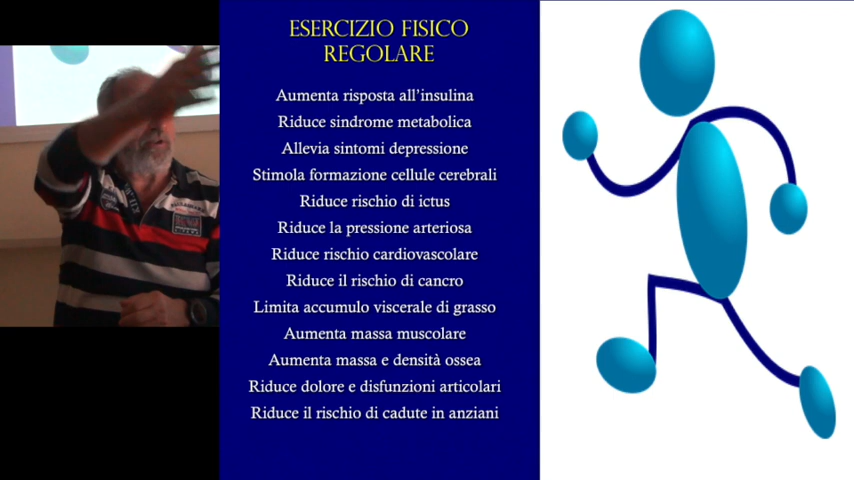 ESERCIZIO FISICO
REGOLARE
Aumenta risposta all'insulina
Riduce sindrome metabolica
Allevia sintomi depressione
Stimola formazione cellule cerebrali
Riduce rischio di ictus
Riduce la pressione arteriosa
Riduce rischio cardiovascolare
Riduce il rischio di cancro
Limita accumulo viscerale di grasso
Aumenta massa muscolare
Aumenta massa e densità ossea
Riduce dolore e disfunzioni articolari
Riduce il rischio di cadute in anziani